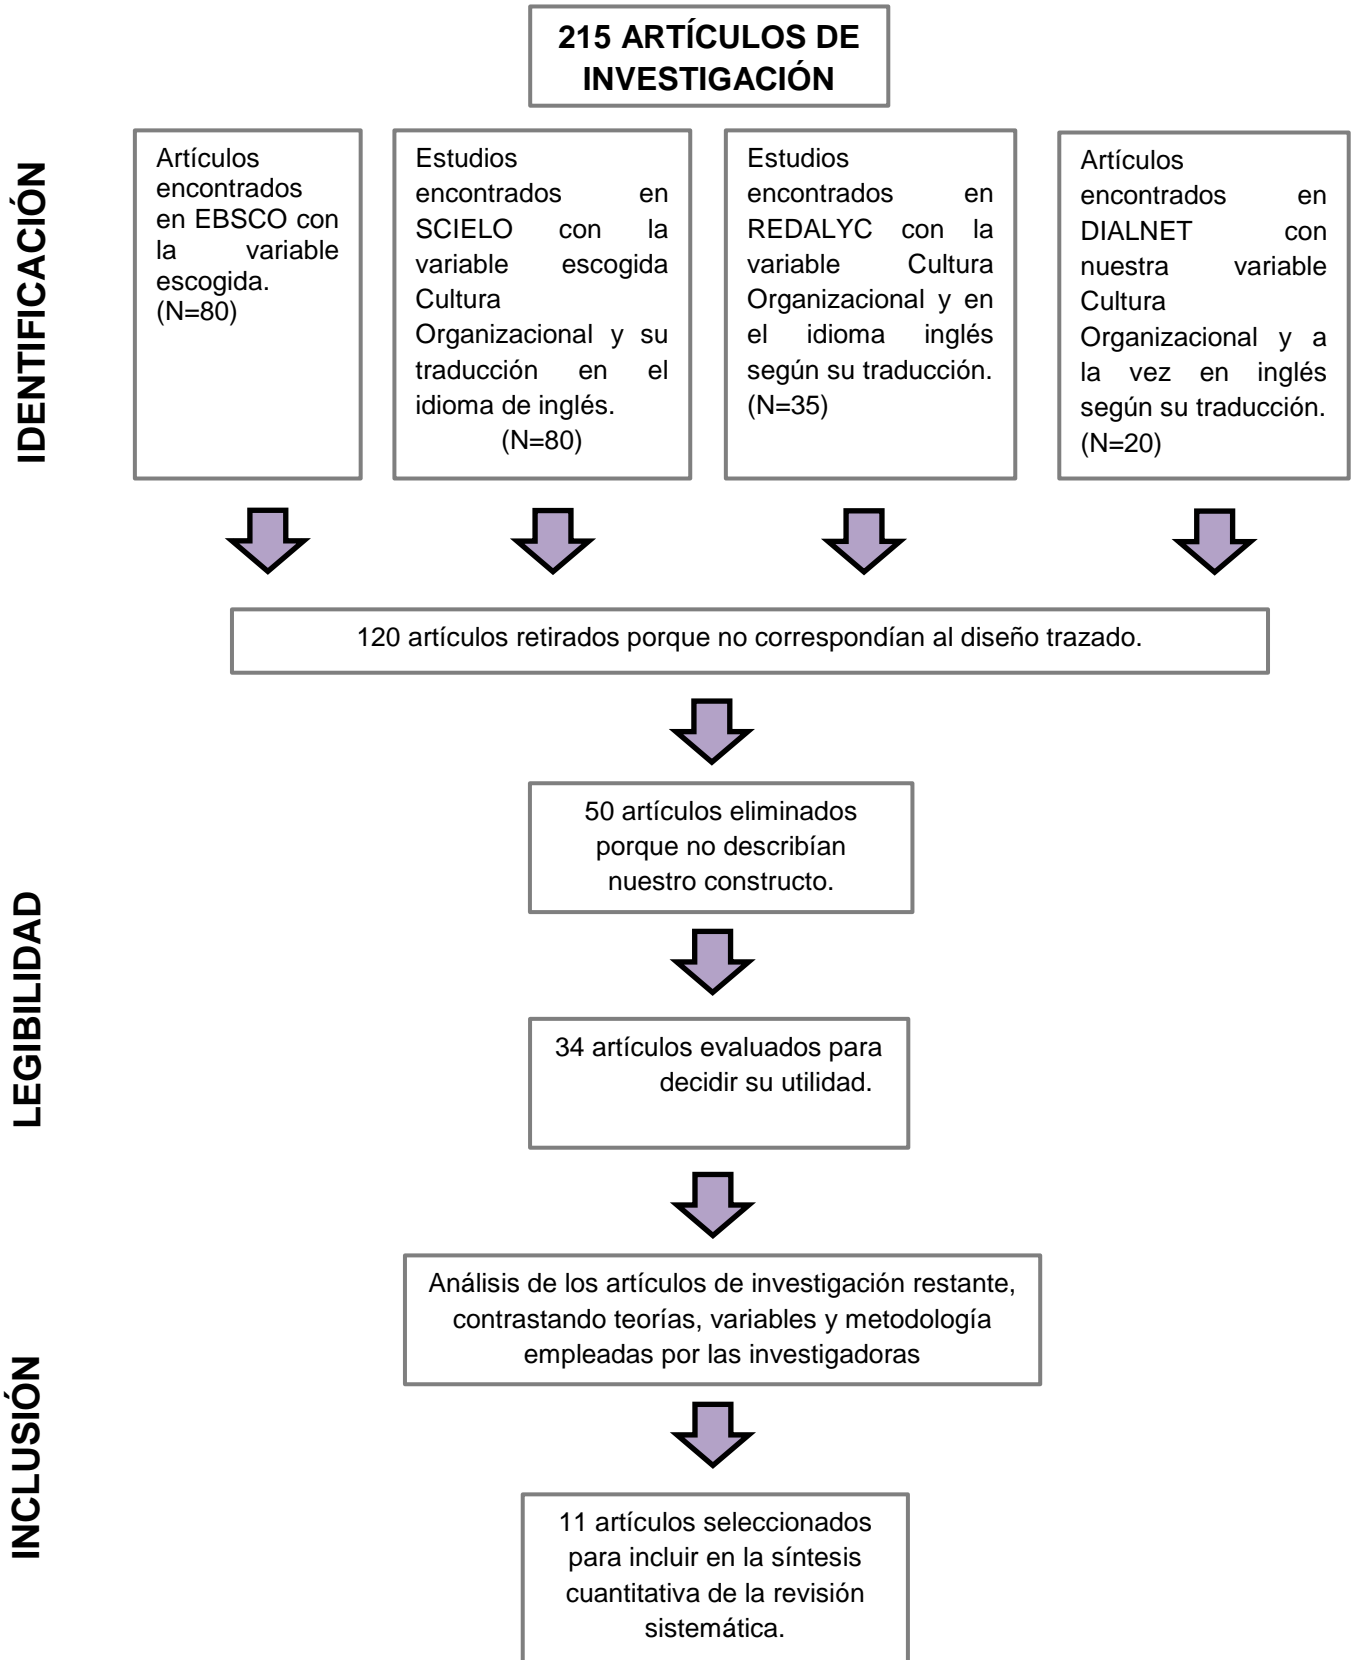 215 ARTÍCULOS DE
INVESTIGACIÓN
IDENTIFICACIÓN
Artículos
encontrados
en EBSCO con
la variable
escogida.
(N=80)
Estudios
encontrados en
SCIELO con la
variable escogida
Cultura
Organizacional y su
traducción en el
idioma de inglés.
(N=80)
Estudios
encontrados en
REDALYC con la
variable Cultura
Organizacional y en
el idioma inglés
según su traducción.
(N=35)
Artículos
encontrados en
DIALNET con
nuestra variable
Cultura
Organizacional y a
la vez en inglés
según su traducción.
(N=20)
120 artículos retirados porque no correspondían al diseño trazado.
LEGIBILIDAD
50 artículos eliminados
porque no describían
nuestro constructo.
34 artículos evaluados para
decidir su utilidad.
INCLUSIÓN
Análisis de los artículos de investigación restante,
contrastando teorías, variables y metodología
empleadas por las investigadoras
11 artículos seleccionados
para incluir en la síntesis
cuantitativa de la revisión
sistemática.